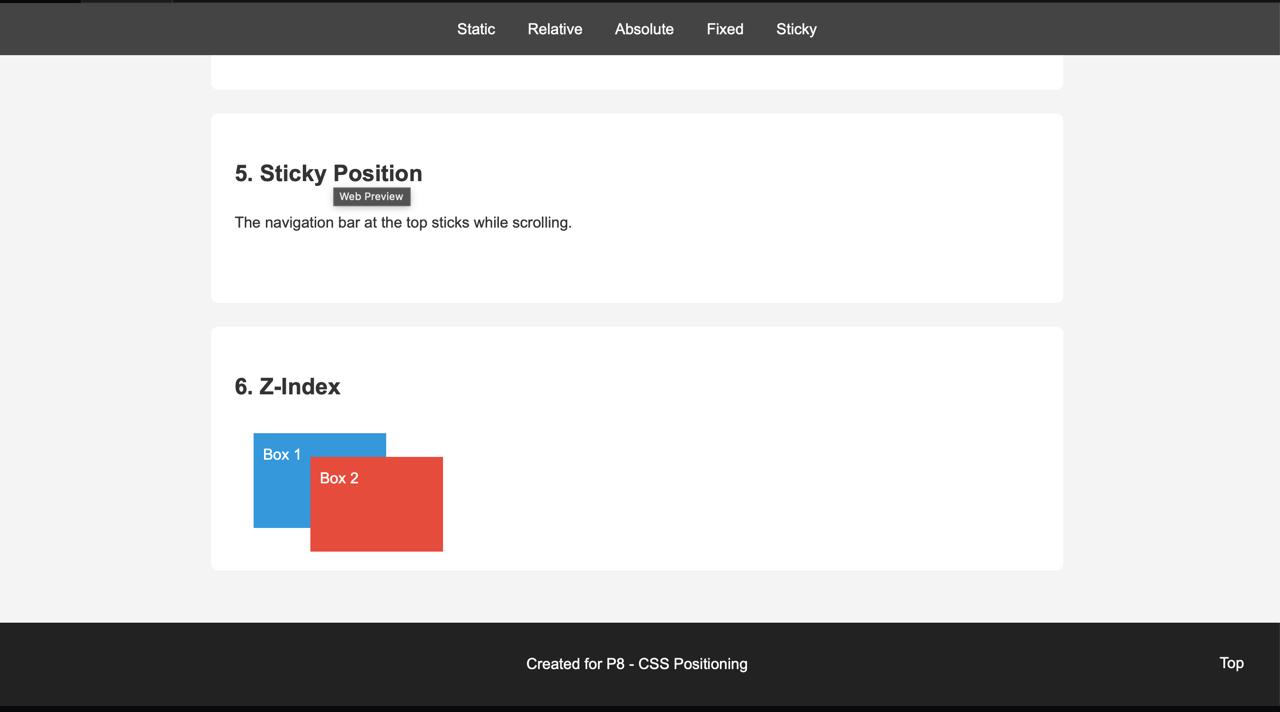 Static Relative Absolute Fixed Sticky
5. Sticky Position
Web Preview
The navigation bar at the top sticks while scrolling.
6. Z-Index
Box 1
Box 2
Created for P8 - CSS Positioning
Top